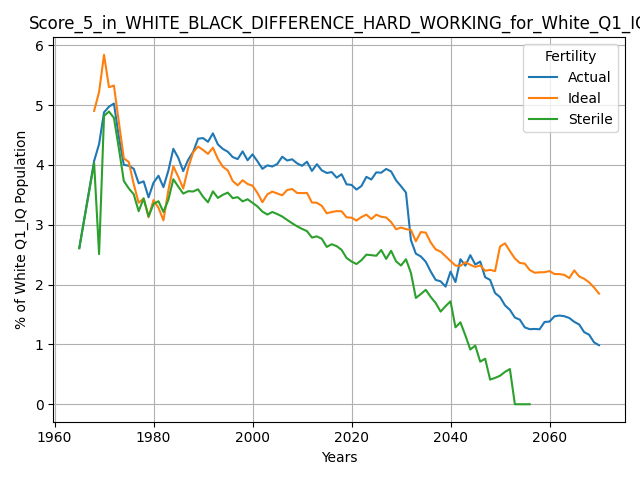 Score_5_in_WHITE_BLACK_DIFFERENCE_HARD_WORKING_for_White_Q1_IQ
6
5
4
3
2
1
0
% of White Q1_IQ Population
Fertility
Actual
Ideal
Sterile
1960
1980
2000
2020
2040
2060
Years